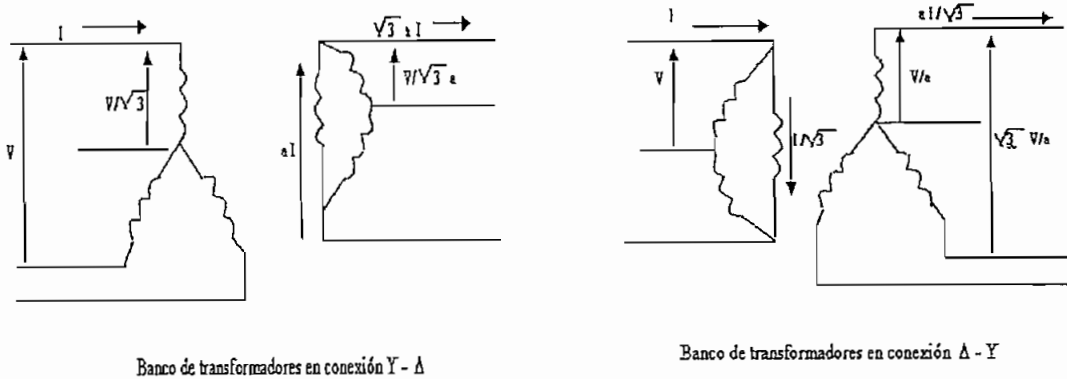 I
√3 a I
V/√3
V/√3 a
V
a I
Banco de transformadores en conexión Y - Δ
I
a I/√3
V
V/a
I/√3
√3 V/a
Banco de transformadores en conexión Δ - Y